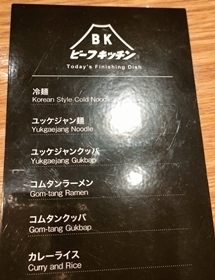 BK
ビーフキッチン
Today's Finishing Dish
冷麺
Korean Style Cold Noodle
ユッケジャン麺
Yukgaejang Noodle
ユッケジャンクッパ
Yukgaejang Gukbap
コムタンラーメン
Gom-tang Ramen
コムタンクッパ
Gom-tang Gukbap
カレーライス
Curry and Rice